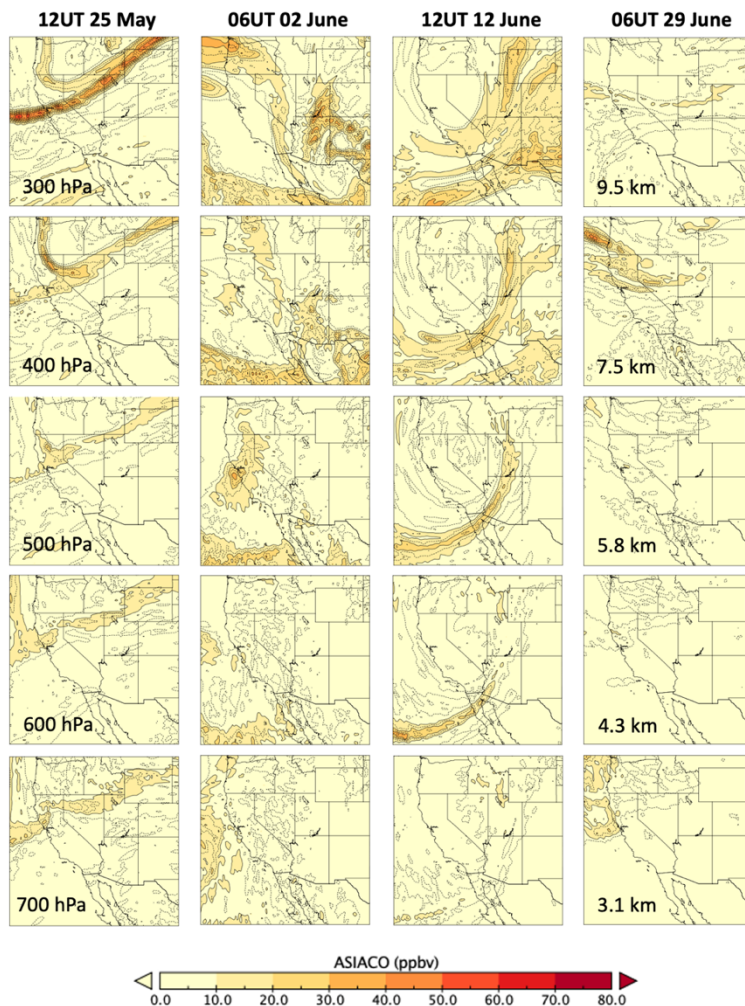 12UT 25 May 06UT 02 June 12UT 12 June 06UT 29 June
300 hPa 9.5 km
400 hPa 7.5 km
500 hPa 5.8 km
600 hPa 4.3 km
700 hPa 3.1 km
ASIACO (ppbv)
0.0 10.0 20.0 30.0 40.0 50.0 60.0 70.0 80.0